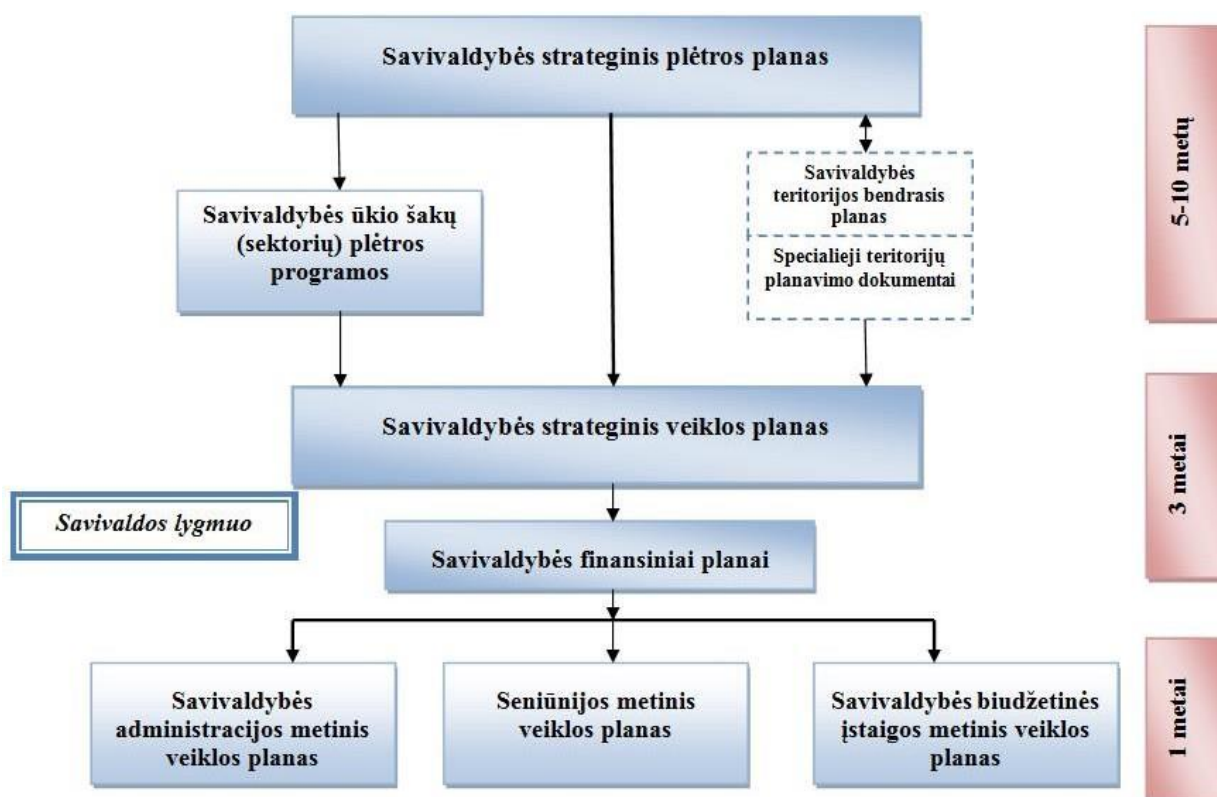 Savivaldybės strateginis plėtros planas
Savivaldybės ūkio šakų
(sektorių) plėtros
programos
Savivaldybės
teritorijos bendrasis
planas
Specialieji teritorijų
planavimo dokumentai
5-10 metų
Savivaldybės strateginis veiklos planas
3 metai
Savivaldos lygmuo
Savivaldybės finansiniai planai
Savivaldybės
administracijos metinis
veiklos planas
Seniūnijos metinis
veiklos planas
Savivaldybės biudžetinės
įstaigos metinis veiklos
planas
1 metai